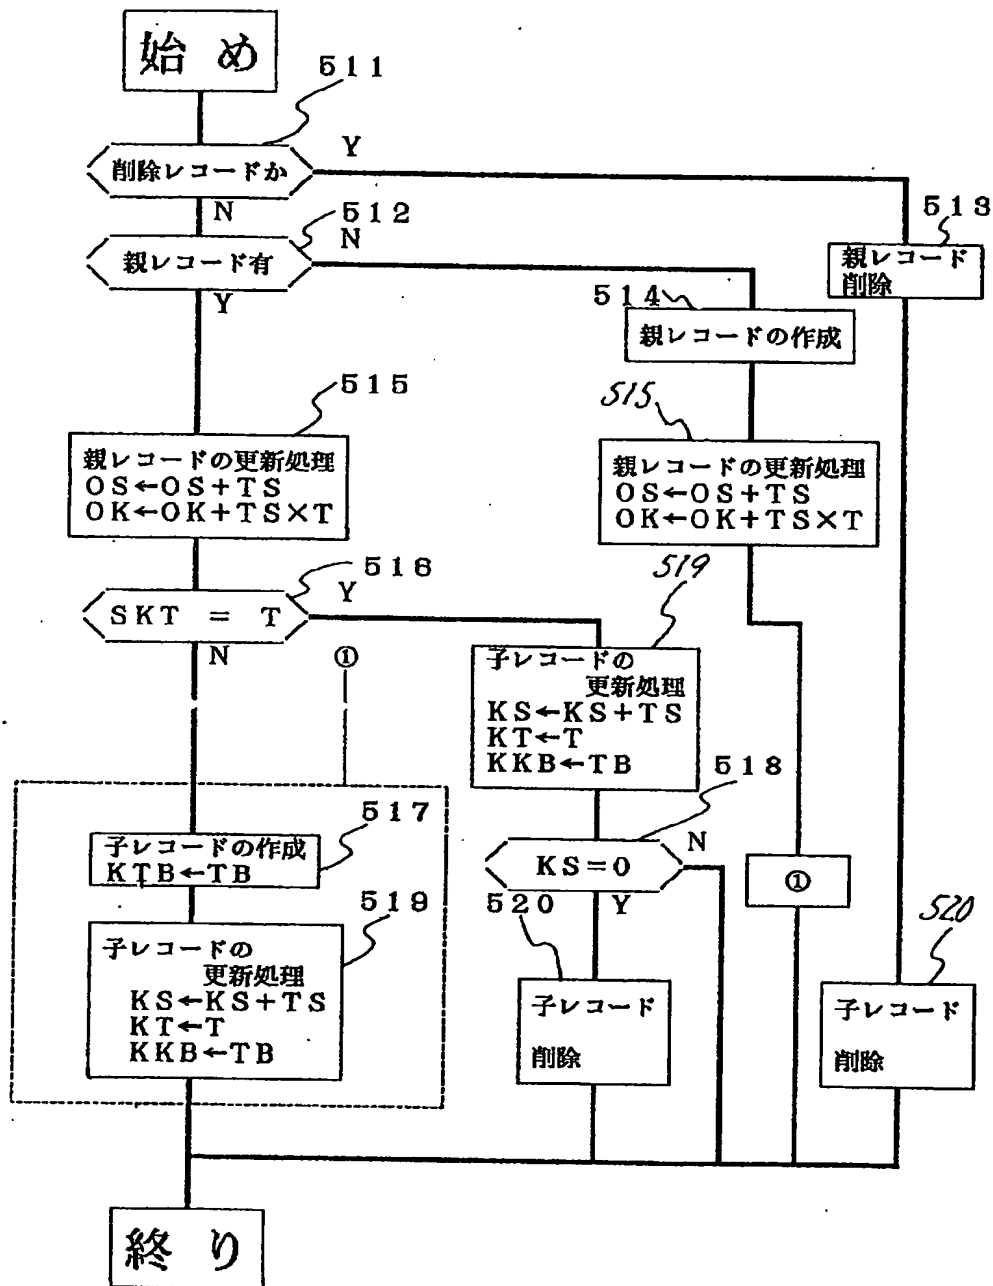 始め
511
削除レコードか
Y
N
512
親レコード有
N
Y
513
親レコード
削除
514
親レコードの作成
515
親レコードの更新処理
OS←OS+TS
OK←OK+TS×T
515
親レコードの更新処理
OS←OS+TS
OK←OK+TS×T
516
SKT = T
Y
N
①
519
子レコードの
更新処理
KS←KS+TS
KT←T
KKB←TB
518
KS=0
N
Y
517
子レコードの作成
KTB←TB
519
子レコードの
更新処理
KS←KS+TS
KT←T
KKB←TB
520
子レコード
削除
①
520
子レコード
削除
終り